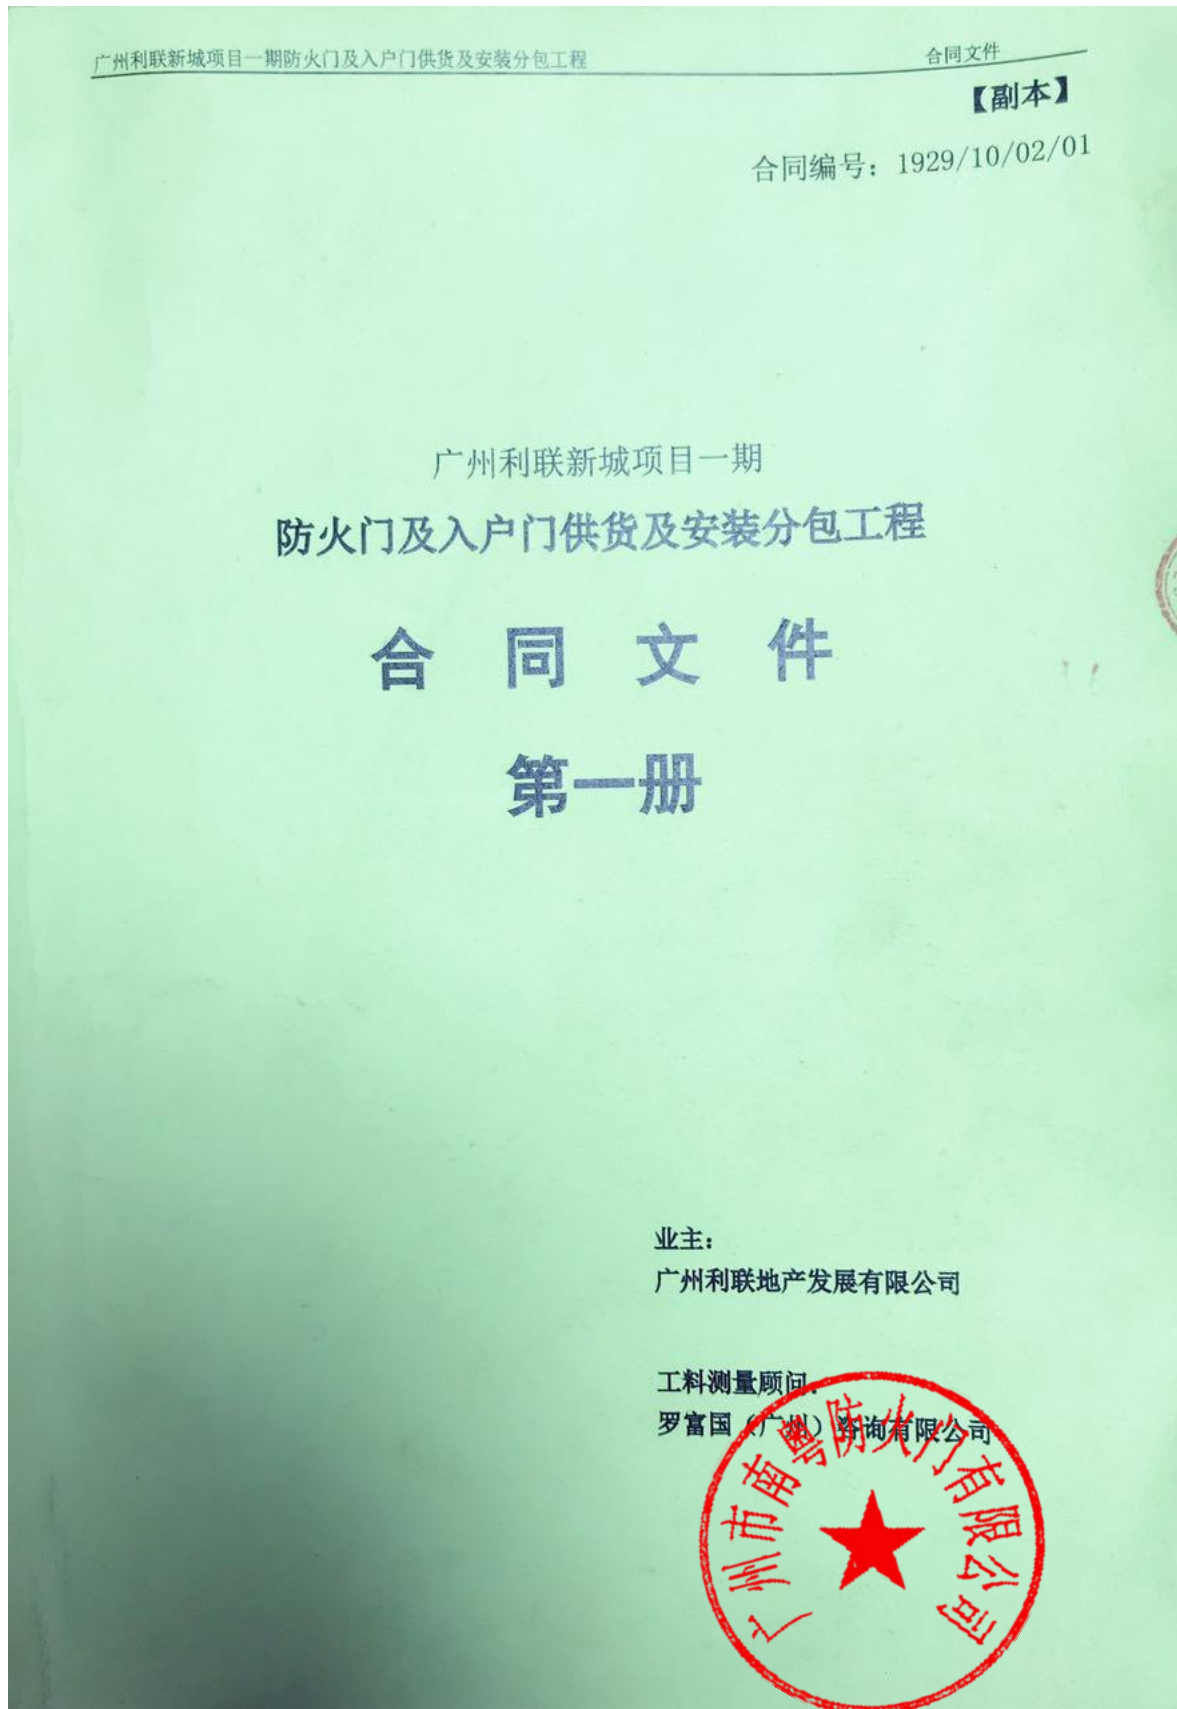 广州利联新城项目一期防火门及入户门供货及安装分包工程 合同文件
【副本】
合同编号：1929/10/02/01
广州利联新城项目一期
防火门及入户门供货及安装分包工程
合同文件
第一册
业主：
广州利联地产发展有限公司
工料测量顾问：
罗富国（广州）咨询有限公司
广州市南粤防火门有限公司